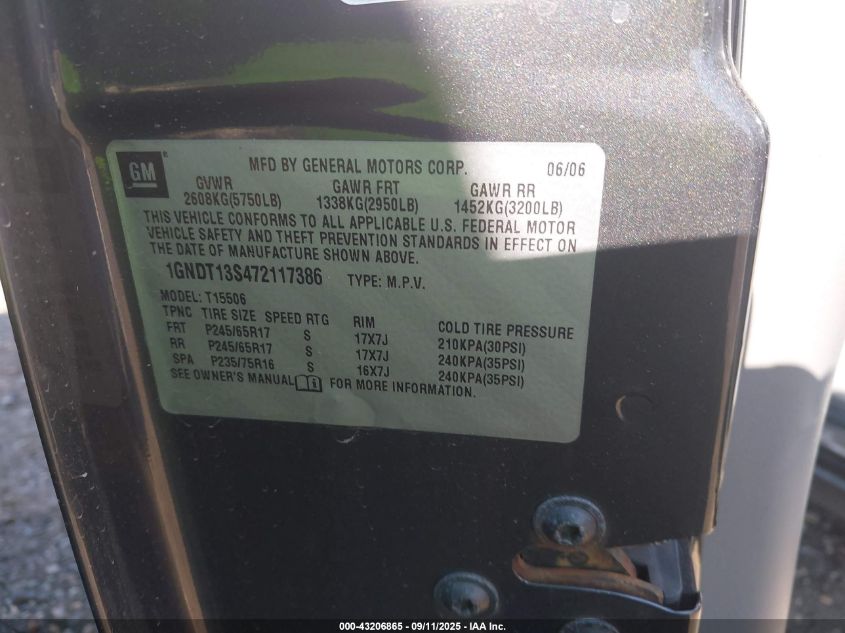 GM ® MFD BY GENERAL MOTORS CORP. 06/06
GVWR GAWR FRT GAWR RR
2608KG(5750LB) 1338KG(2950LB) 1452KG(3200LB)
THIS VEHICLE CONFORMS TO ALL APPLICABLE U.S. FEDERAL MOTOR
VEHICLE SAFETY AND THEFT PREVENTION STANDARDS IN EFFECT ON
THE DATE OF MANUFACTURE SHOWN ABOVE.
1GNDT13S472117386 TYPE: M.P.V.
MODEL: T15506
TPNC TIRE SIZE SPEED RTG RIM COLD TIRE PRESSURE
FRT P245/65R17 S 17X7J 210KPA(30PSI)
RR P245/65R17 S 17X7J 240KPA(35PSI)
SPA P235/75R16 S 16X7J 240KPA(35PSI)
SEE OWNER'S MANUAL FOR MORE INFORMATION.
000-43206865 - 09/11/2025 - IAA Inc.